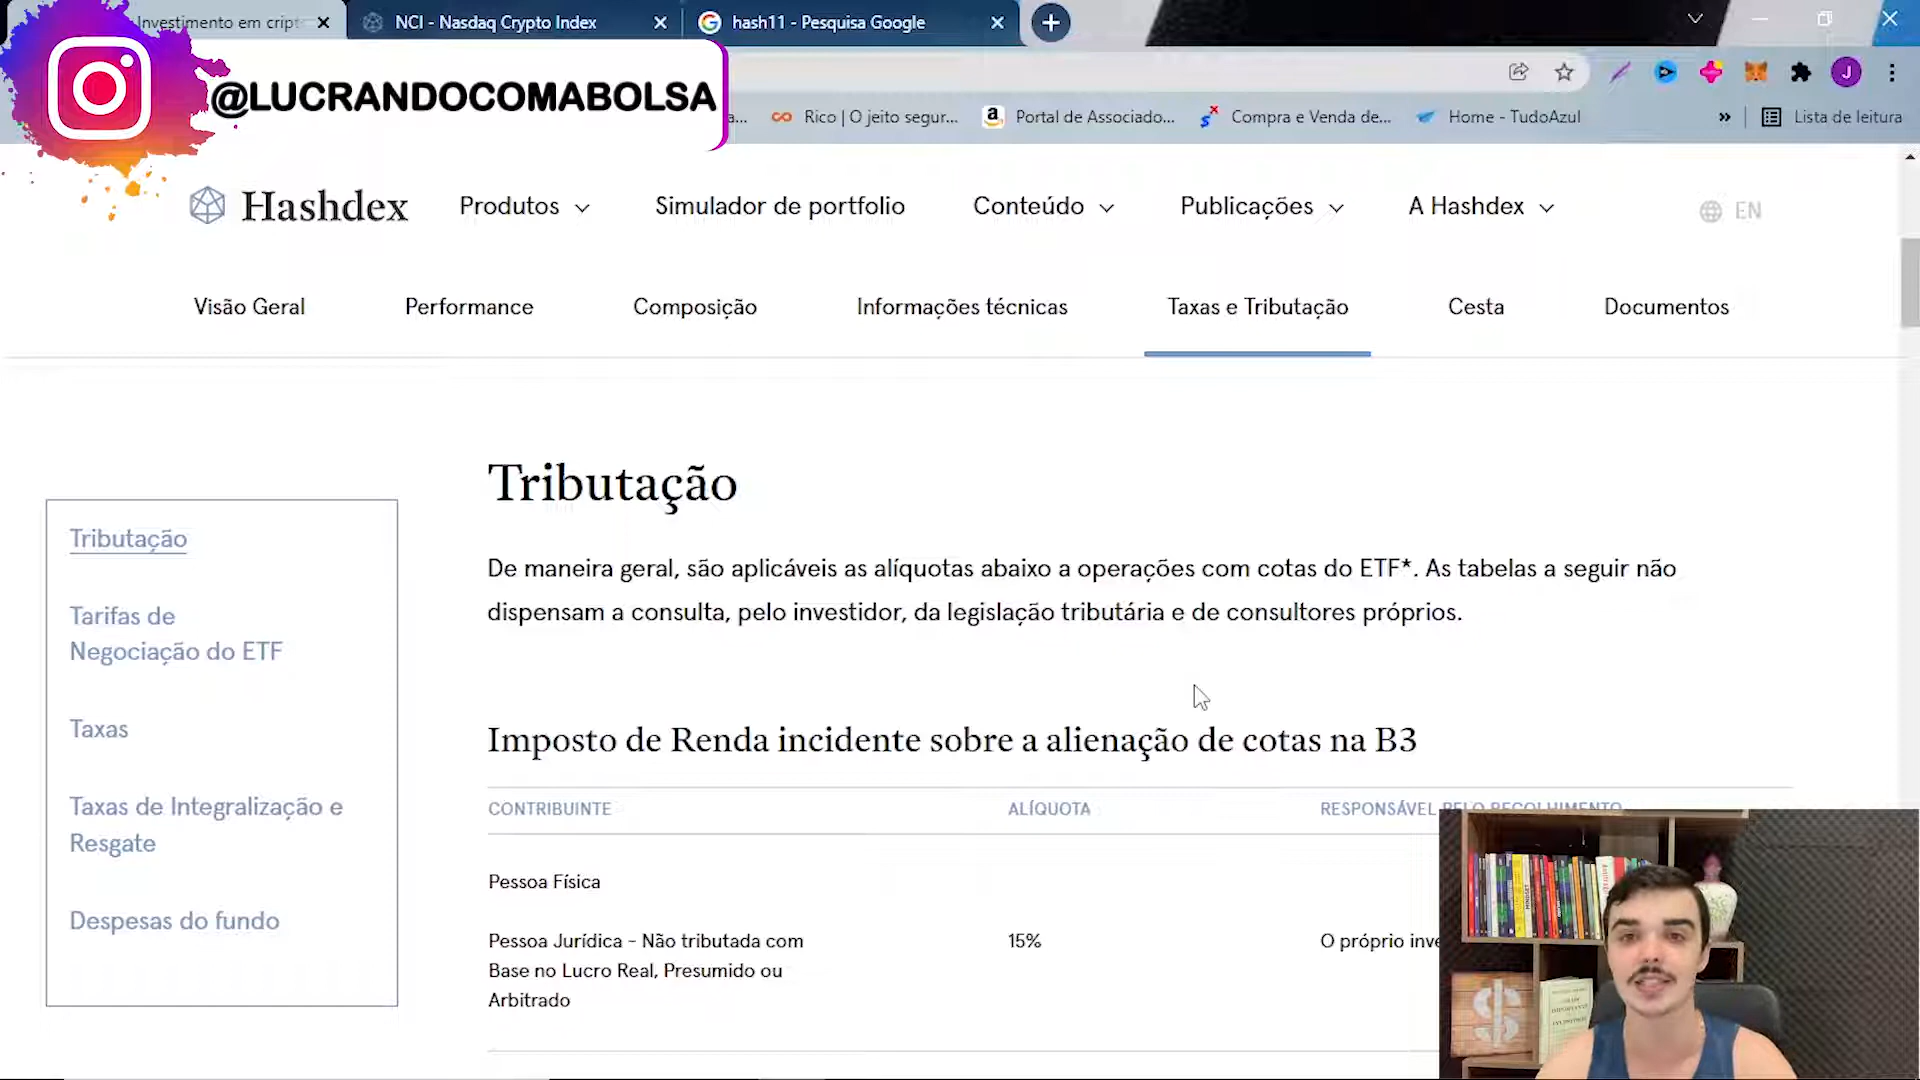 Investimento em cript
NCI - Nasdaq Crypto Index
hash11 - Pesquisa Google
@LUCRANDOCOMABOLSA
a...
Rico | O jeito segur...
Portal de Associado...
Compra e Venda de...
Home - TudoAzul
»
Lista de leitura
J
Hashdex
Produtos
Simulador de portfolio
Conteúdo
Publicações
A Hashdex
EN
Visão Geral
Performance
Composição
Informações técnicas
Taxas e Tributação
Cesta
Documentos
Tributação
Tarifas de
Negociação do ETF
Taxas
Taxas de Integralização e
Resgate
Despesas do fundo
Tributação
De maneira geral, são aplicáveis as alíquotas abaixo a operações com cotas do ETF*. As tabelas a seguir não
dispensam a consulta, pelo investidor, da legislação tributária e de consultores próprios.
Imposto de Renda incidente sobre a alienação de cotas na B3
CONTRIBUINTE
ALÍQUOTA
RESPONSÁVEL PELO RECOLHIMENTO
Pessoa Física
Pessoa Jurídica - Não tributada com
Base no Lucro Real, Presumido ou
Arbitrado
15%
O próprio inve